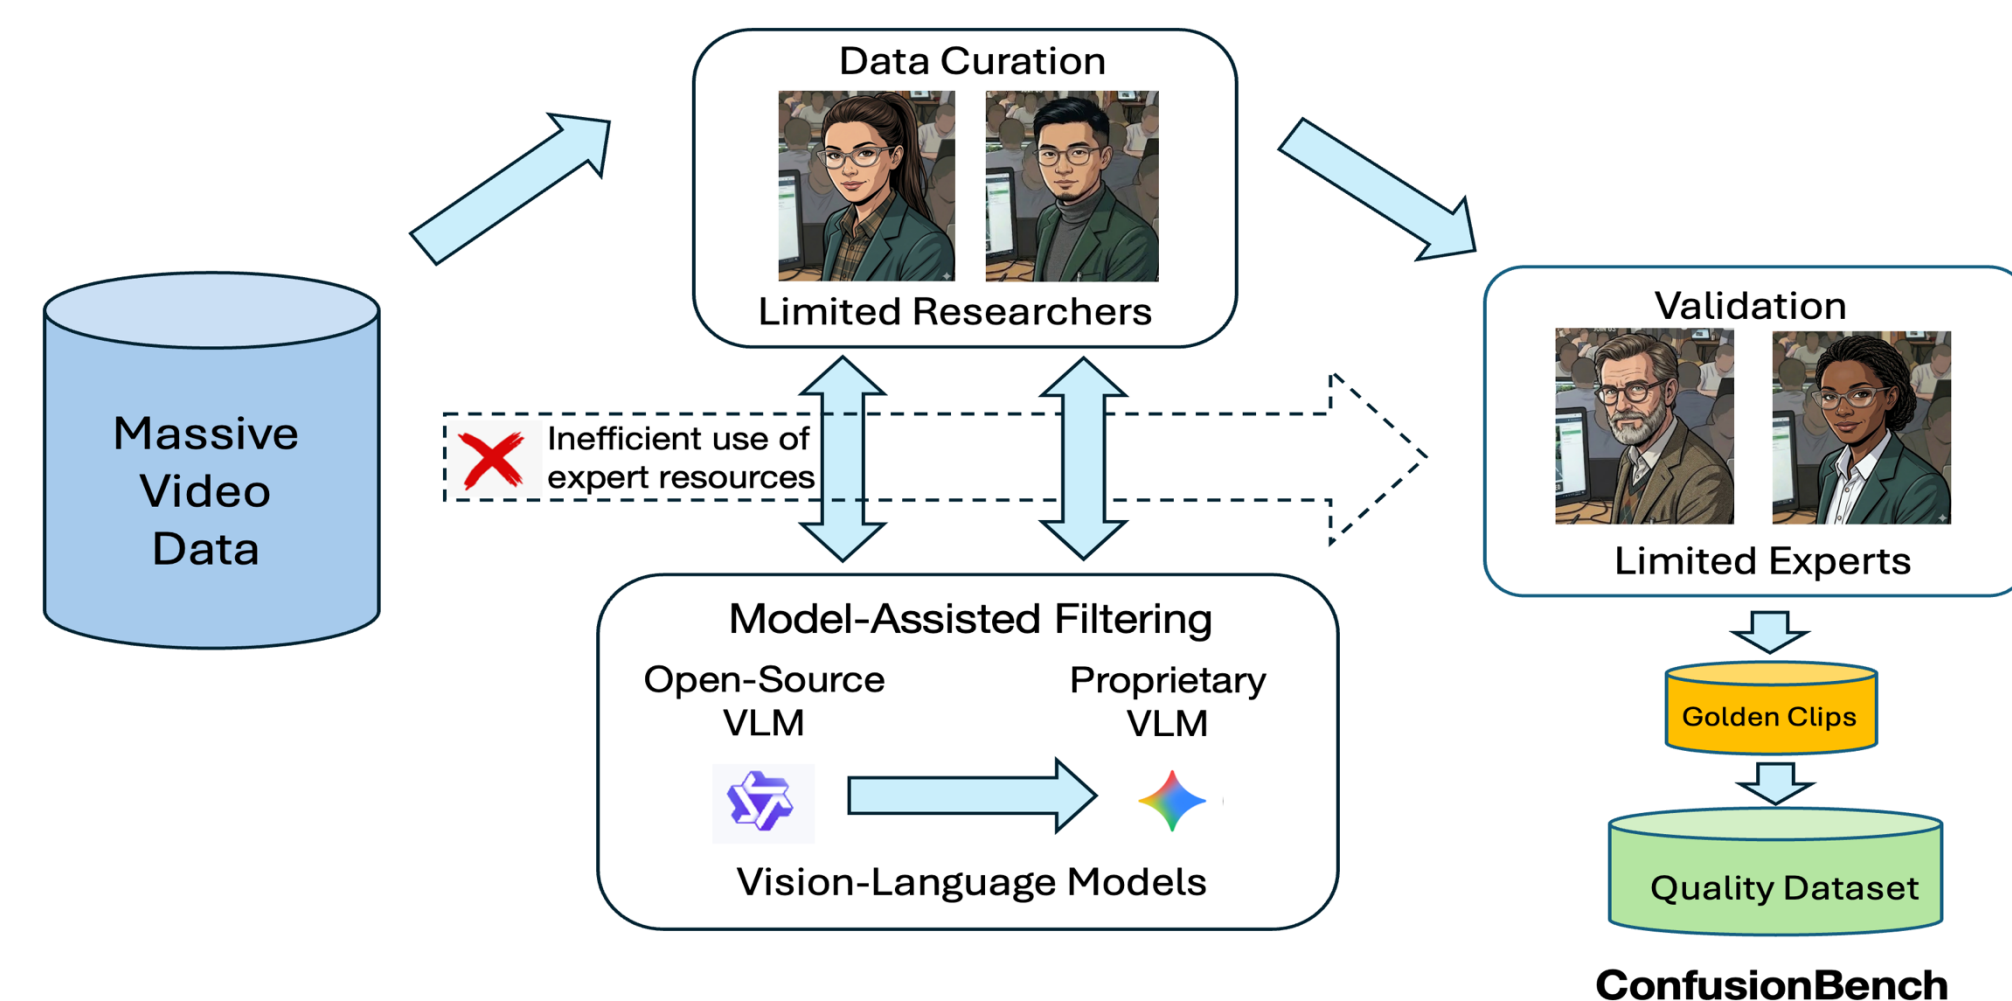 Data Curation
Limited Researchers
Massive
Video
Data
Inefficient use of
expert resources
Validation
Limited Experts
Model-Assisted Filtering
Open-Source
VLM
Proprietary
VLM
Vision-Language Models
Golden Clips
Quality Dataset
ConfusionBench